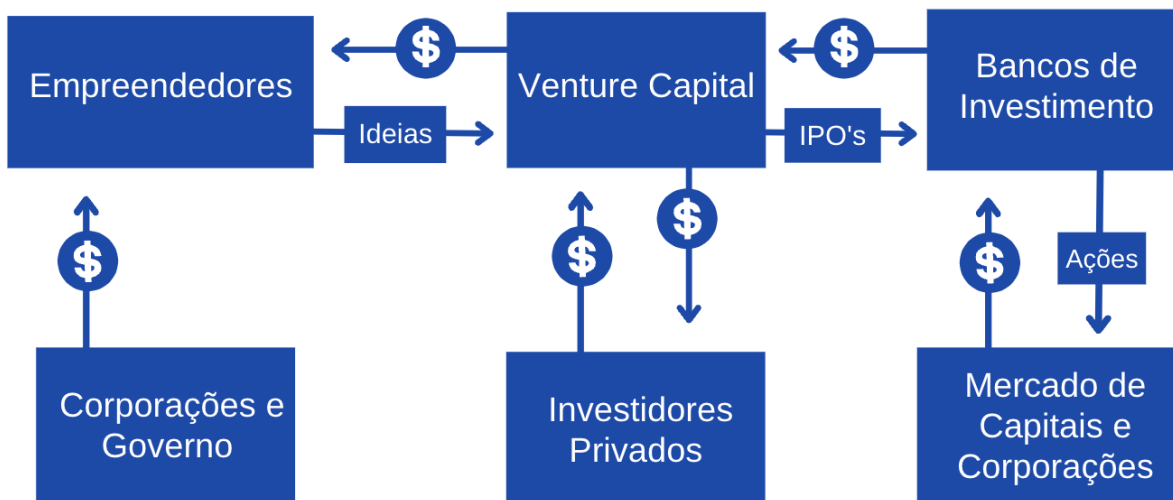 $
$
Empreendedores
Venture Capital
Bancos de
Investimento
Ideias
IPO's
$
$
$
$
Ações
Corporações e
Governo
Investidores
Privados
Mercado de
Capitais e
Corporações